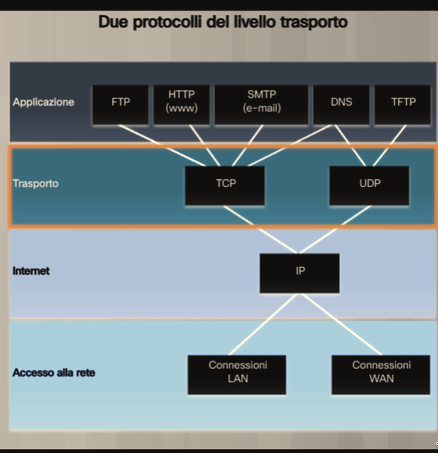 Due protocolli del livello trasporto
Applicazione
FTP
HTTP
(www)
SMTP
(e-mail)
DNS
TFTP
Trasporto
TCP
UDP
Internet
IP
Accesso alla rete
Connessioni
LAN
Connessioni
WAN